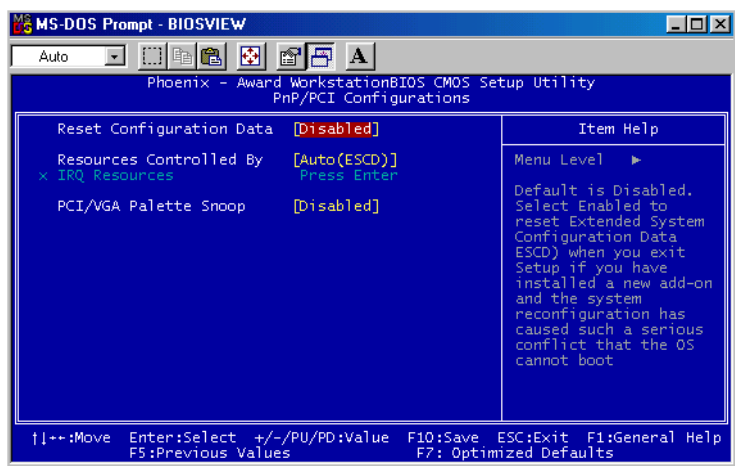 MS-DOS Prompt - BIOSVIEW
Auto
A
Phoenix - Award WorkstationBIOS CMOS Setup Utility
PnP/PCI Configurations
Reset Configuration Data [Disabled]
Resources Controlled By [Auto(ESCD)]
x IRQ Resources Press Enter
PCI/VGA Palette Snoop [Disabled]
Item Help
Menu Level ►
Default is Disabled.
Select Enabled to
reset Extended System
Configuration Data
ESCD) when you exit
Setup if you have
installed a new add-on
and the system
reconfiguration has
caused such a serious
conflict that the OS
cannot boot
↑↓←→:Move Enter:Select +/-/PU/PD:Value F10:Save ESC:Exit F1:General Help
F5:Previous Values F7: Optimized Defaults